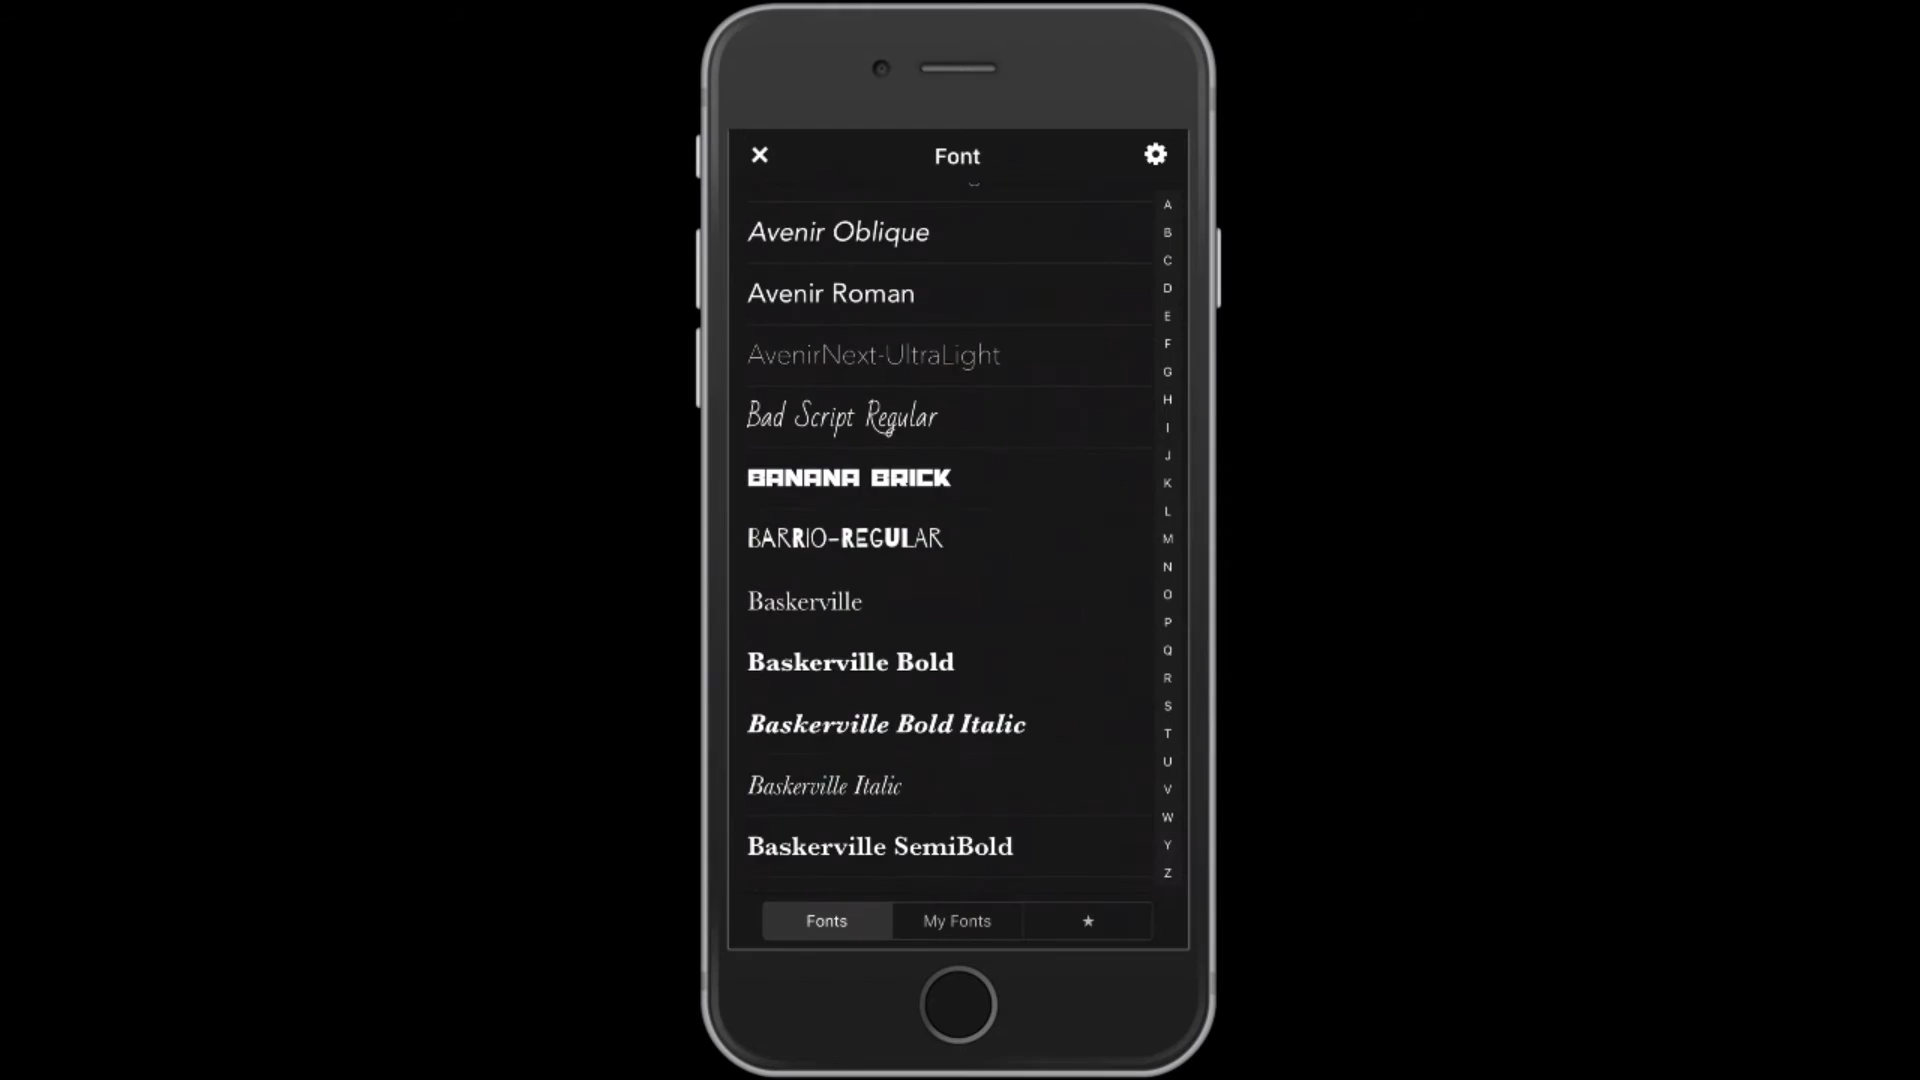 Font
Avenir Oblique
Avenir Roman
AvenirNext-UltraLight
Bad Script Regular
BANANA BRICK
BARRIO-REGULAR
Baskerville
Baskerville Bold
Baskerville Bold Italic
Baskerville Italic
Baskerville SemiBold
A
B
C
D
E
F
G
H
I
J
K
L
M
N
O
P
Q
R
S
T
U
V
W
Y
Z
Fonts
My Fonts